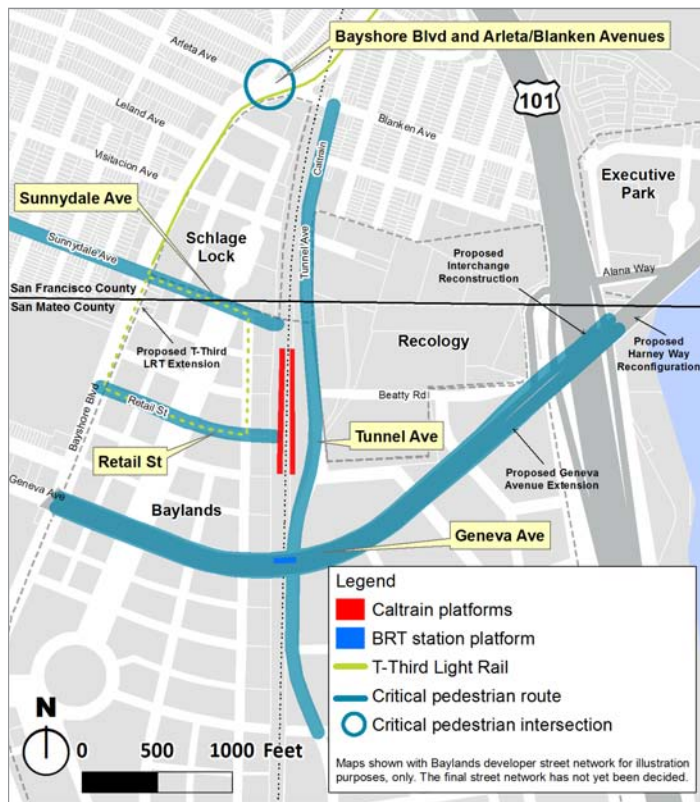 Arleta Ave
Bayshore Blvd and Arleta/Blanken Avenues
101
Leland Ave
Blanken Ave
Visitacion Ave
Caltrain
Executive
Park
Sunnydale Ave
Schlage
Lock
Tunnel Ave
Sunnydale Ave
Proposed
Interchange
Reconstruction
Alana Way
San Francisco County
San Mateo County
Proposed T-Third
LRT Extension
Recology
Proposed
Harney Way
Reconfiguration
Bayshore Blvd
Retail St
Beatty Rd
Retail St
Tunnel Ave
Proposed Geneva
Avenue Extension
Geneva Ave
Baylands
Geneva Ave
Legend
Caltrain platforms
BRT station platform
T-Third Light Rail
Critical pedestrian route
Critical pedestrian intersection
Maps shown with Baylands developer street network for illustration
purposes, only. The final street network has not yet been decided.
N
0 500 1000 Feet